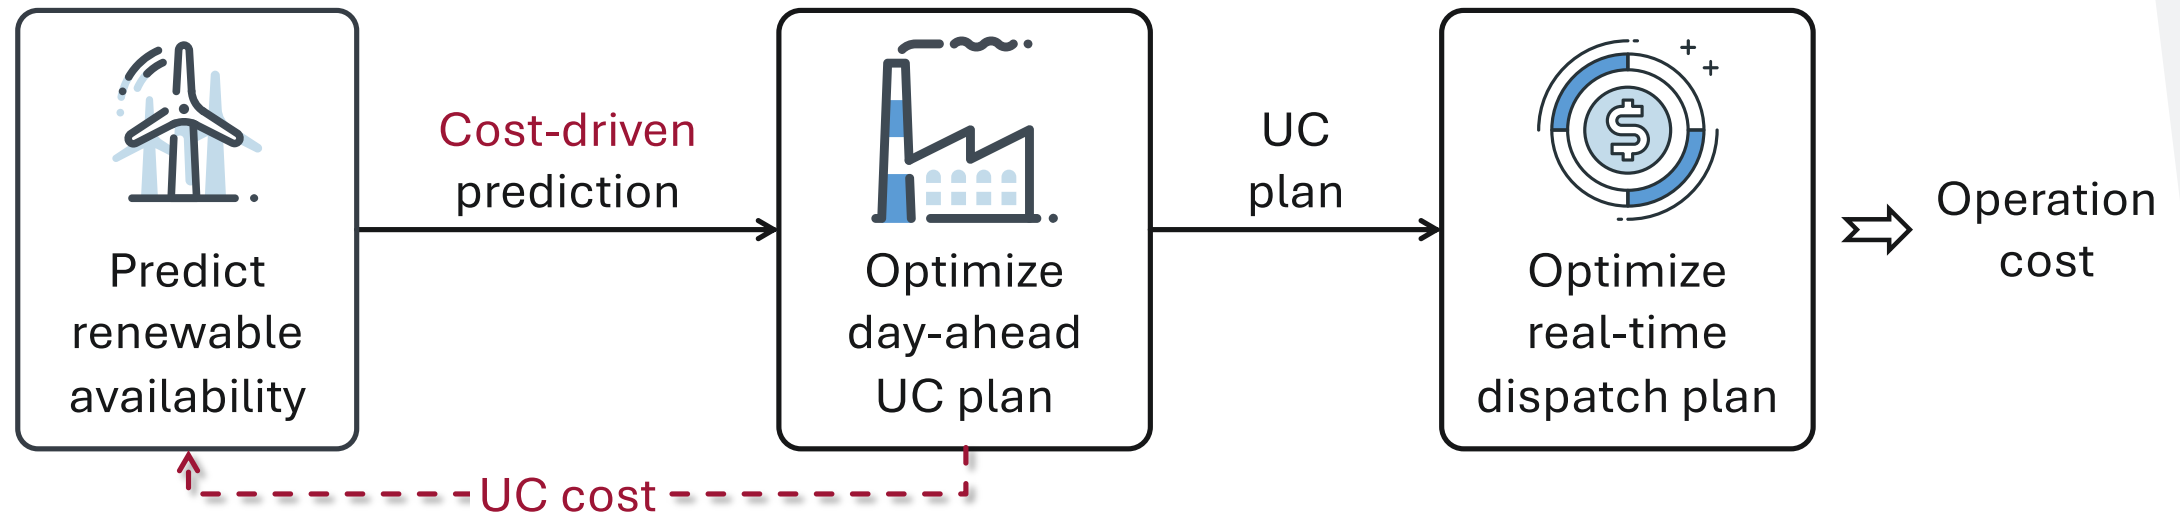 Predict
renewable
availability
Cost-driven
prediction
Optimize
day-ahead
UC plan
UC
plan
$
Optimize
real-time
dispatch plan
Operation
cost
UC cost